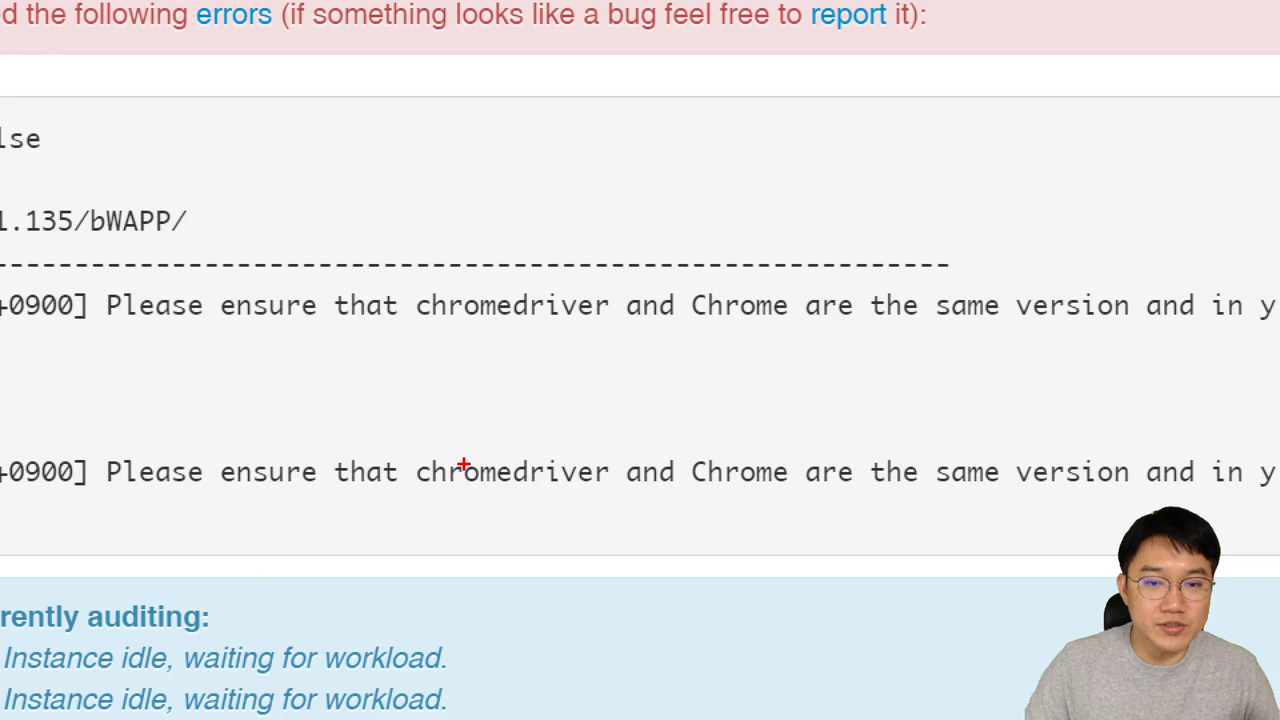 ed the following errors (if something looks like a bug feel free to report it):
lse
1.135/bWAPP/
--------------------------------------------------------------
+0900] Please ensure that chromedriver and Chrome are the same version and in y
+0900] Please ensure that chromedriver and Chrome are the same version and in y
rently auditing:
Instance idle, waiting for workload.
Instance idle, waiting for workload.